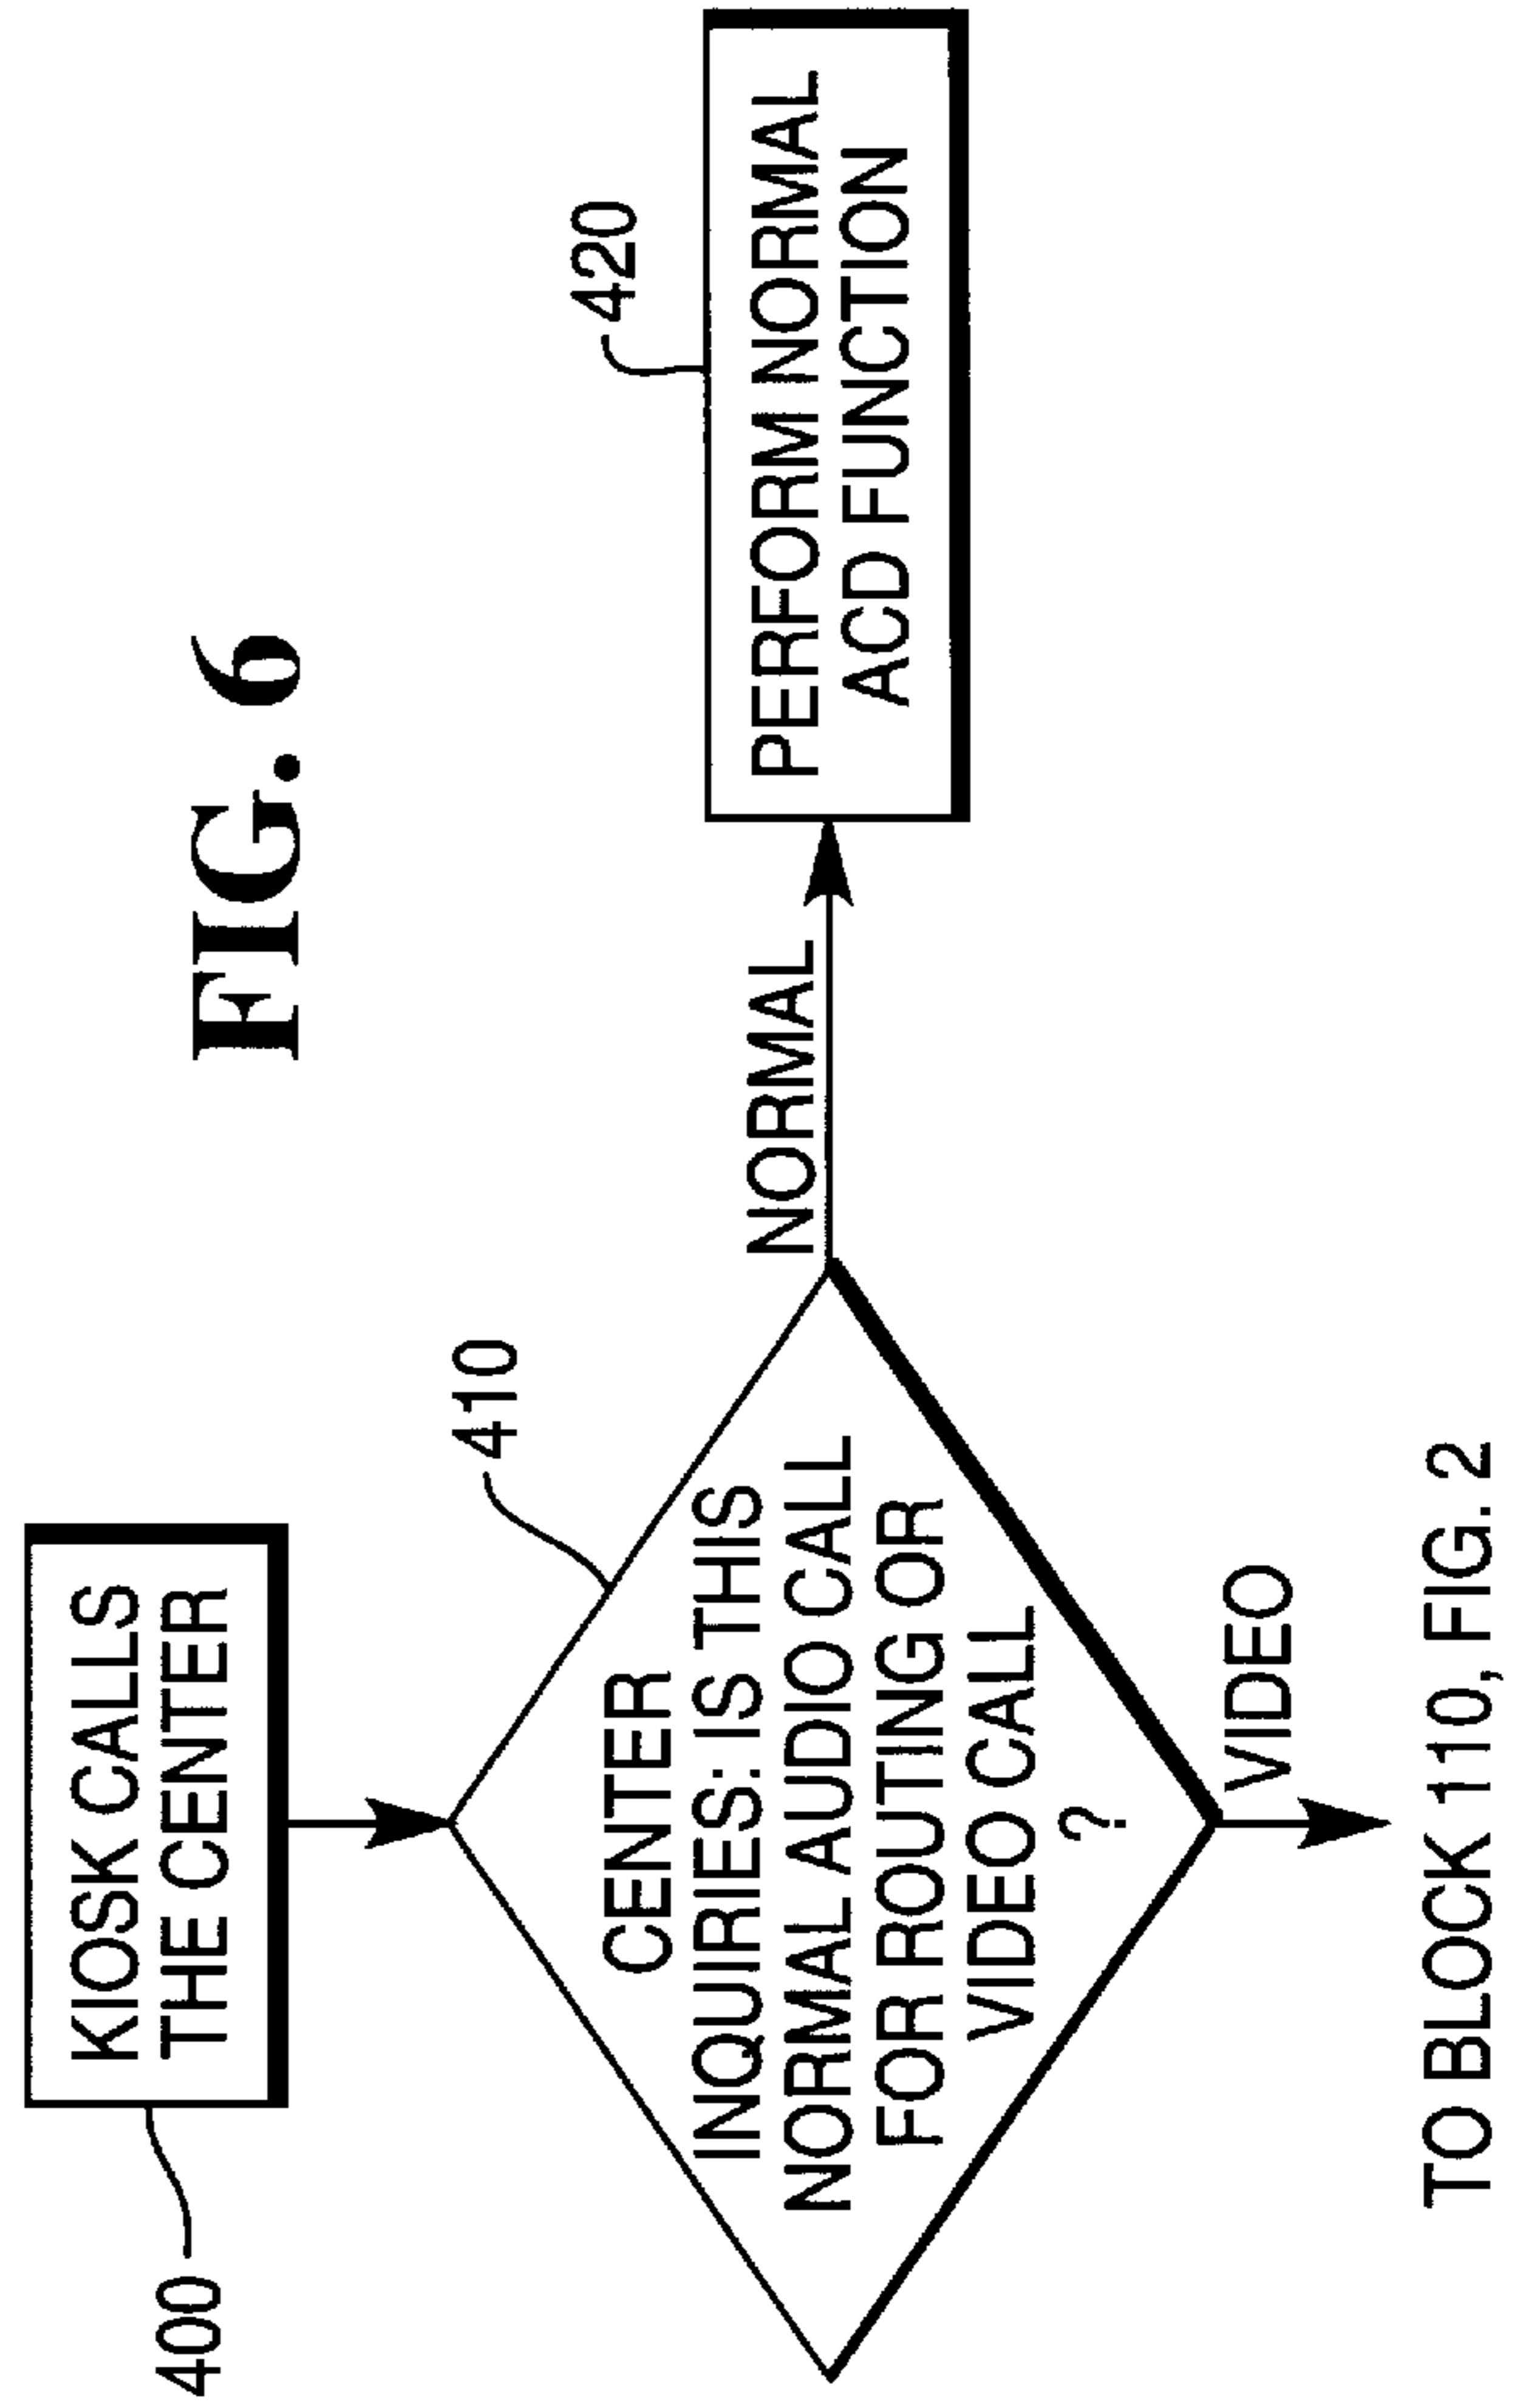 FIG. 6
400
KIOSK CALLS
THE CENTER
410
CENTER
INQUIRIES: IS THIS
NORMAL AUDIO CALL
FOR ROUTING OR
VIDEO CALL
?
NORMAL
420
PERFORM NORMAL
ACD FUNCTION
VIDEO
TO BLOCK 110, FIG. 2